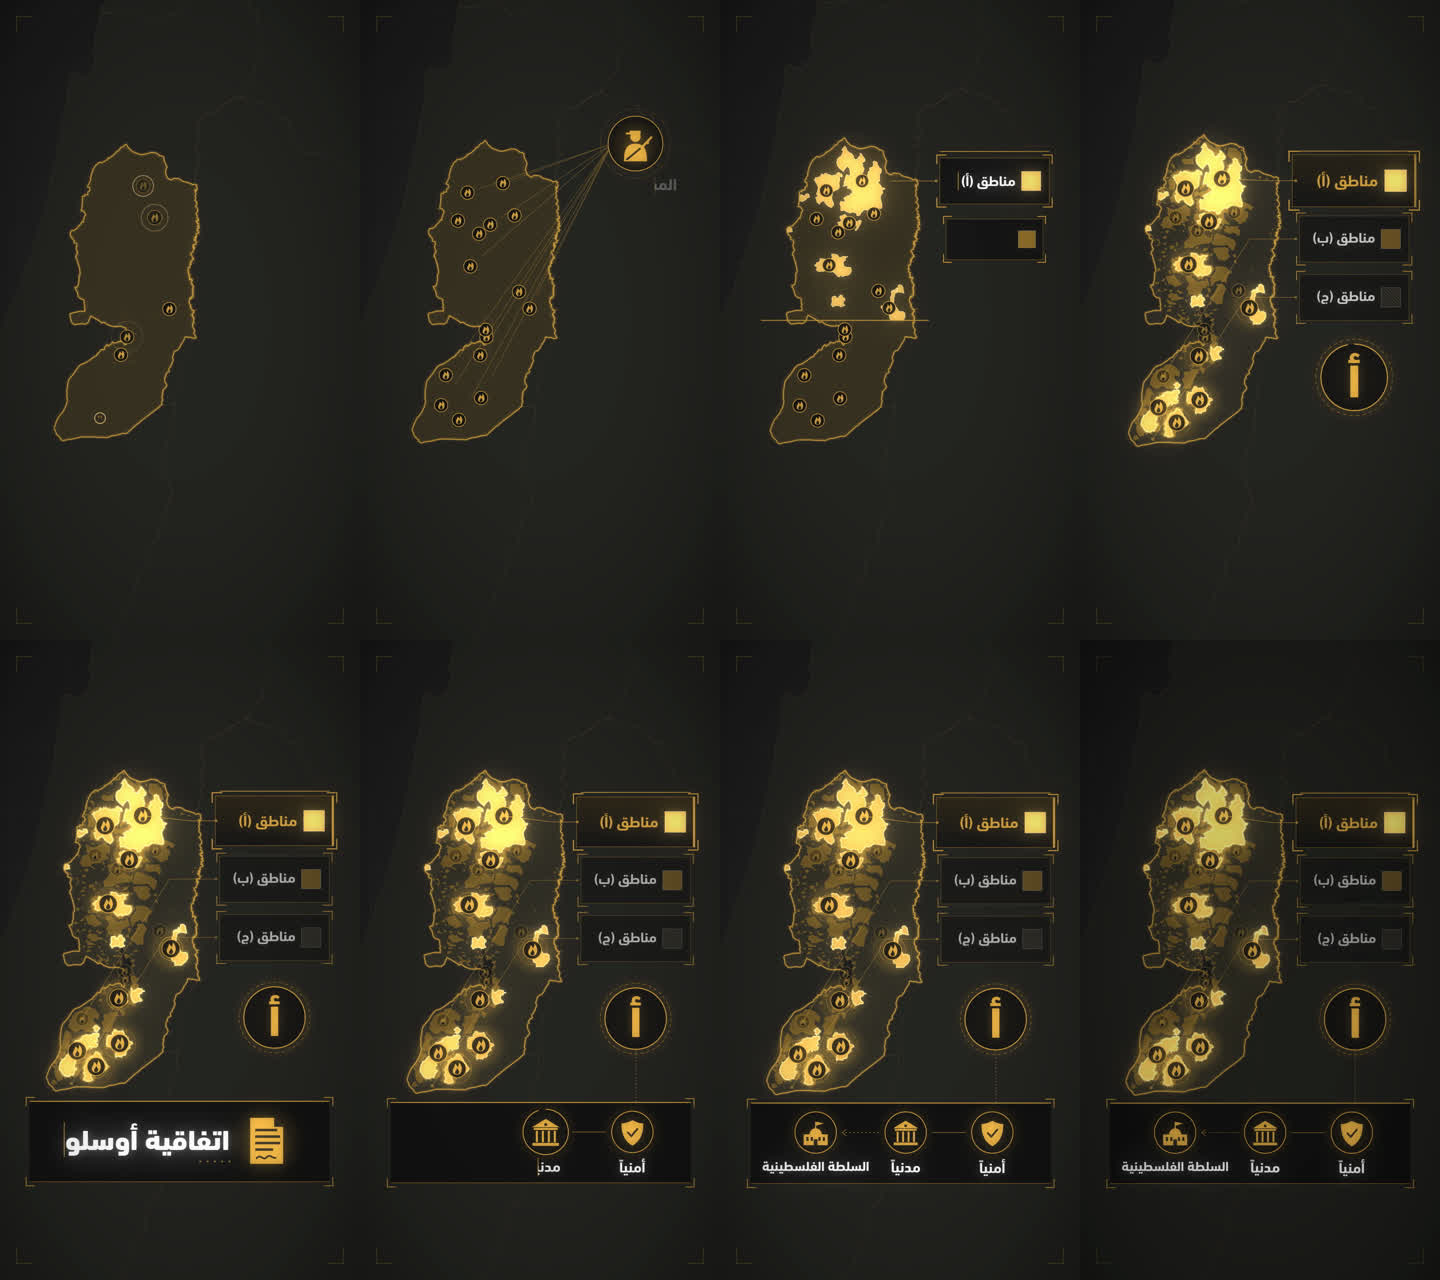 المـ
مناطق (أ)
مناطق (أ)
مناطق (ب)
مناطق (ج)
أ
مناطق (أ)
مناطق (ب)
مناطق (ج)
أ
اتفاقية أوسلو
مناطق (أ)
مناطق (ب)
مناطق (ج)
أ
أمنياً
مدنيـ
مناطق (أ)
مناطق (ب)
مناطق (ج)
أ
أمنياً
مدنياً
السلطة الفلسطينية
مناطق (أ)
مناطق (ب)
مناطق (ج)
أ
أمنياً
مدنياً
السلطة الفلسطينية